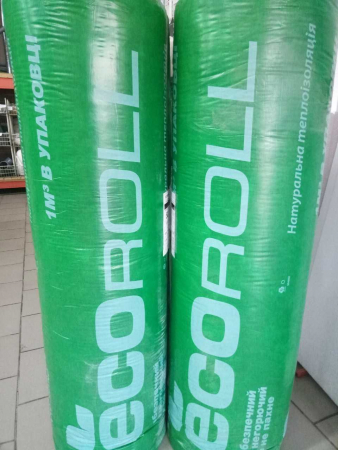 1М³ В УПАКОВЦІ
ecoROLL
ecoROLL
Натуральна теплоізоляція
безпечний
негорючий
не пахне